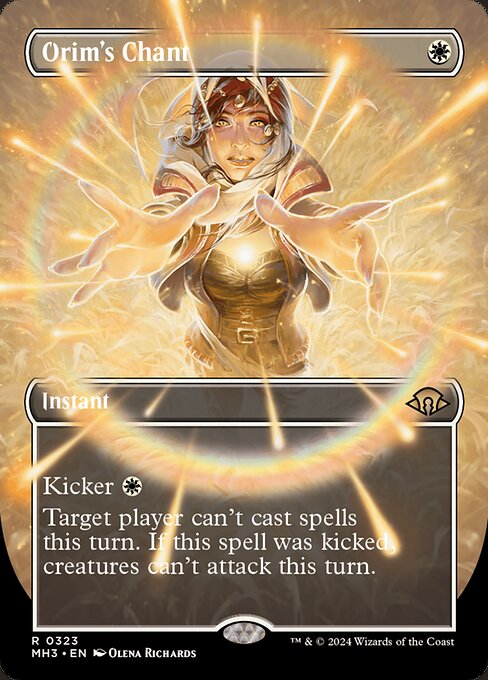 Orim's Chant
Instant
Kicker
Target player can't cast spells
this turn. If this spell was kicked,
creatures can't attack this turn.
R 0323
MH3 • EN Olena Richards
™ & © 2024 Wizards of the Coast